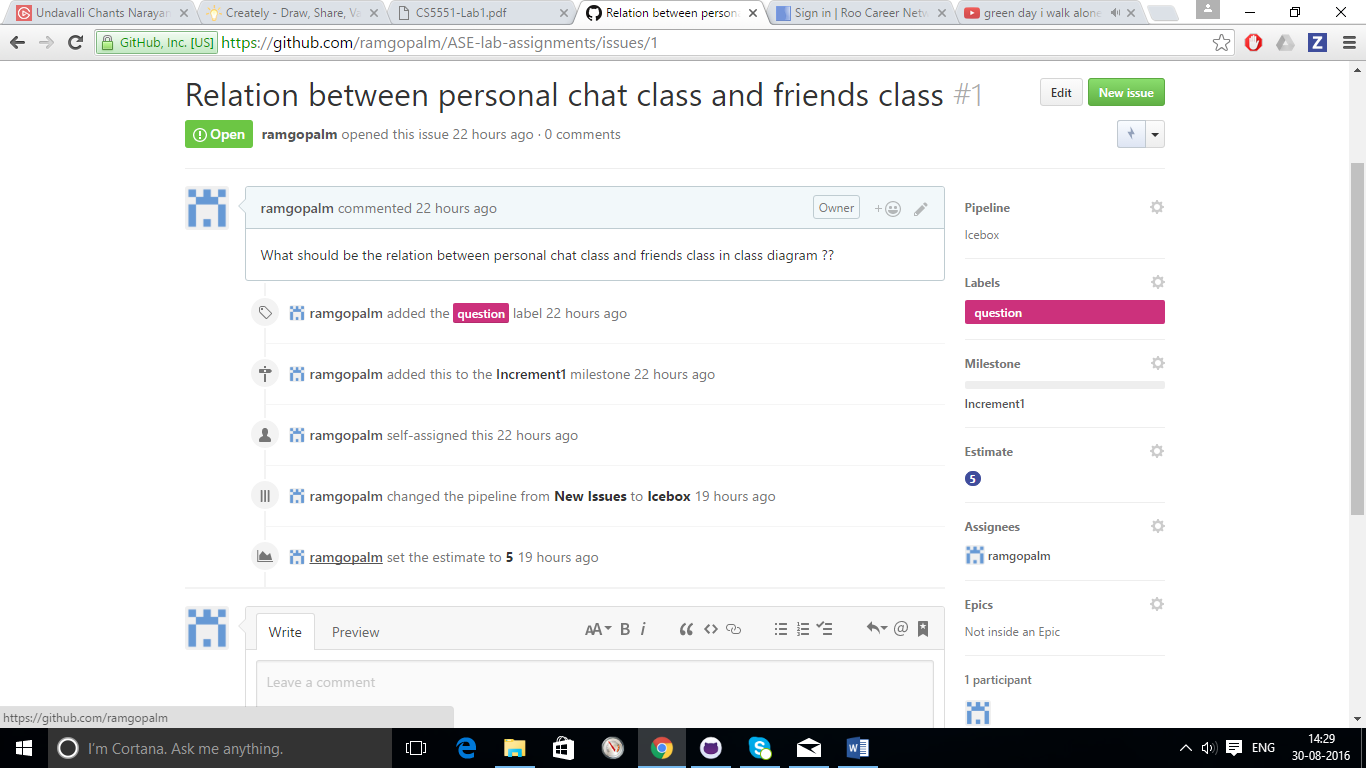 Undavalli Chants Narayan
Creately - Draw, Share, Va
CS5551-Lab1.pdf
Relation between persona
Sign in | Roo Career Netw
green day i walk alone
GitHub, Inc. [US] https://github.com/ramgopalm/ASE-lab-assignments/issues/1
Relation between personal chat class and friends class #1
Edit
New issue
Open ramgopalm opened this issue 22 hours ago · 0 comments
ramgopalm commented 22 hours ago
Owner
What should be the relation between personal chat class and friends class in class diagram ??
ramgopalm added the question label 22 hours ago
ramgopalm added this to the Increment1 milestone 22 hours ago
ramgopalm self-assigned this 22 hours ago
ramgopalm changed the pipeline from New Issues to Icebox 19 hours ago
ramgopalm set the estimate to 5 19 hours ago
Pipeline
Icebox
Labels
question
Milestone
Increment1
Estimate
5
Assignees
ramgopalm
Epics
Not inside an Epic
1 participant
Write
Preview
AA B i
Leave a comment
https://github.com/ramgopalm
I'm Cortana. Ask me anything.
ENG
14:29
30-08-2016